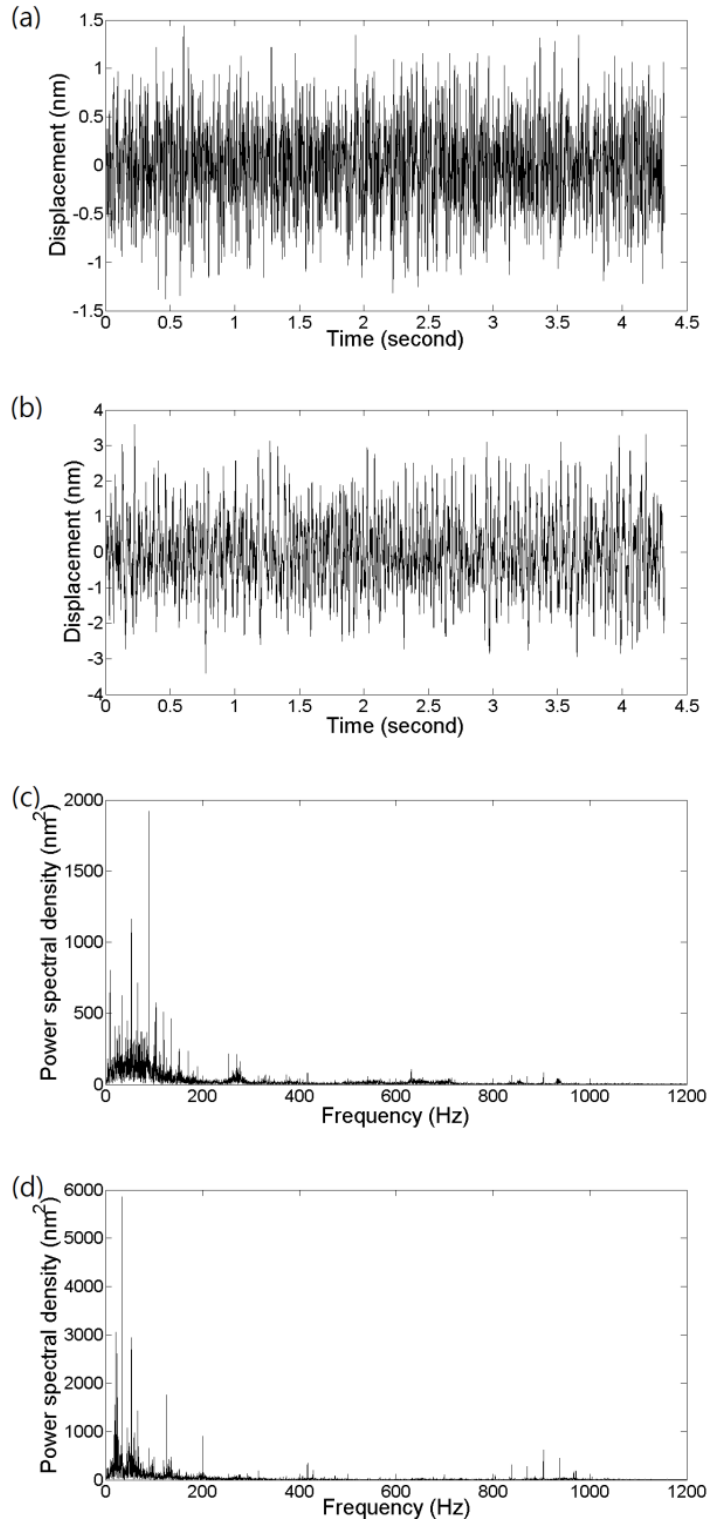 (a)
Displacement (nm)
1.5
1
0.5
0
-0.5
-1
-1.5
0 0.5 1 1.5 2 2.5 3 3.5 4 4.5
Time (second)
(b)
Displacement (nm)
4
3
2
1
0
-1
-2
-3
-4
0 0.5 1 1.5 2 2.5 3 3.5 4 4.5
Time (second)
(c)
Power spectral density (nm²)
2000
1500
1000
500
0
0 200 400 600 800 1000 1200
Frequency (Hz)
(d)
Power spectral density (nm²)
6000
5000
4000
3000
2000
1000
0
0 200 400 600 800 1000 1200
Frequency (Hz)